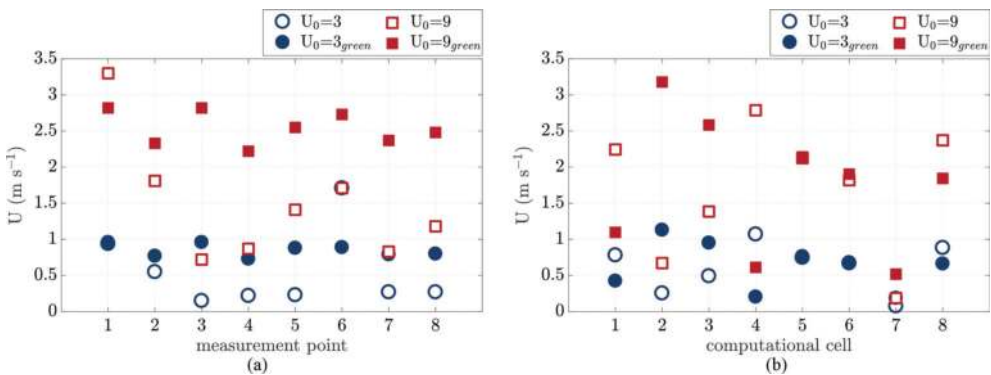 U₀=3 U₀=9
U₀=3green U₀=9green
3.5
3
2.5
2
1.5
1
0.5
0
U (m s⁻¹)
1 2 3 4 5 6 7 8
measurement point
(a)
U₀=3 U₀=9
U₀=3green U₀=9green
3.5
3
2.5
2
1.5
1
0.5
0
U (m s⁻¹)
1 2 3 4 5 6 7 8
computational cell
(b)